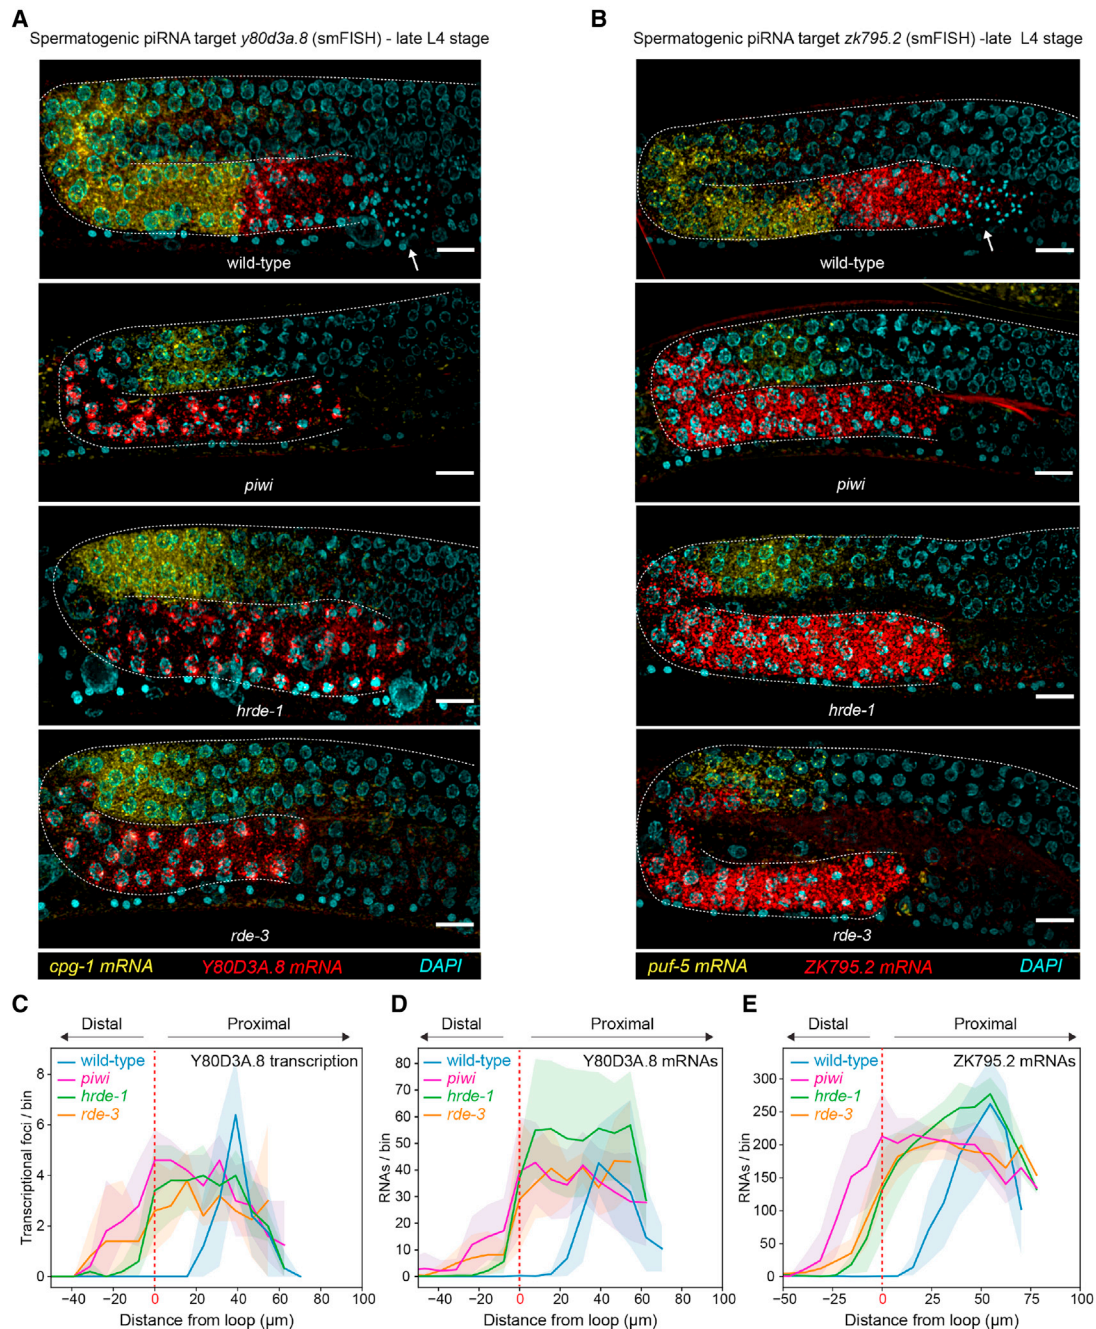 A
Spermatogenic piRNA target y80d3a.8 (smFISH) - late L4 stage
wild-type
piwi
hrde-1
rde-3
cpg-1 mRNA Y80D3A.8 mRNA DAPI
B
Spermatogenic piRNA target zk795.2 (smFISH) -late L4 stage
wild-type
piwi
hrde-1
rde-3
puf-5 mRNA ZK795.2 mRNA DAPI
C
Distal Proximal
wild-type
piwi
hrde-1
rde-3
Y80D3A.8 transcription
Transcriptional foci / bin
8
6
4
2
0
−40 −20 0 20 40 60 80 100
Distance from loop (µm)
D
Distal Proximal
wild-type
piwi
hrde-1
rde-3
Y80D3A.8 mRNAs
RNAs / bin
80
70
60
50
40
30
20
10
0
−40 −20 0 20 40 60 80 100
Distance from loop (µm)
E
Distal Proximal
wild-type
piwi
hrde-1
rde-3
ZK795.2 mRNAs
RNAs / bin
300
250
200
150
100
50
0
−50 −25 0 25 50 75 100
Distance from loop (µm)